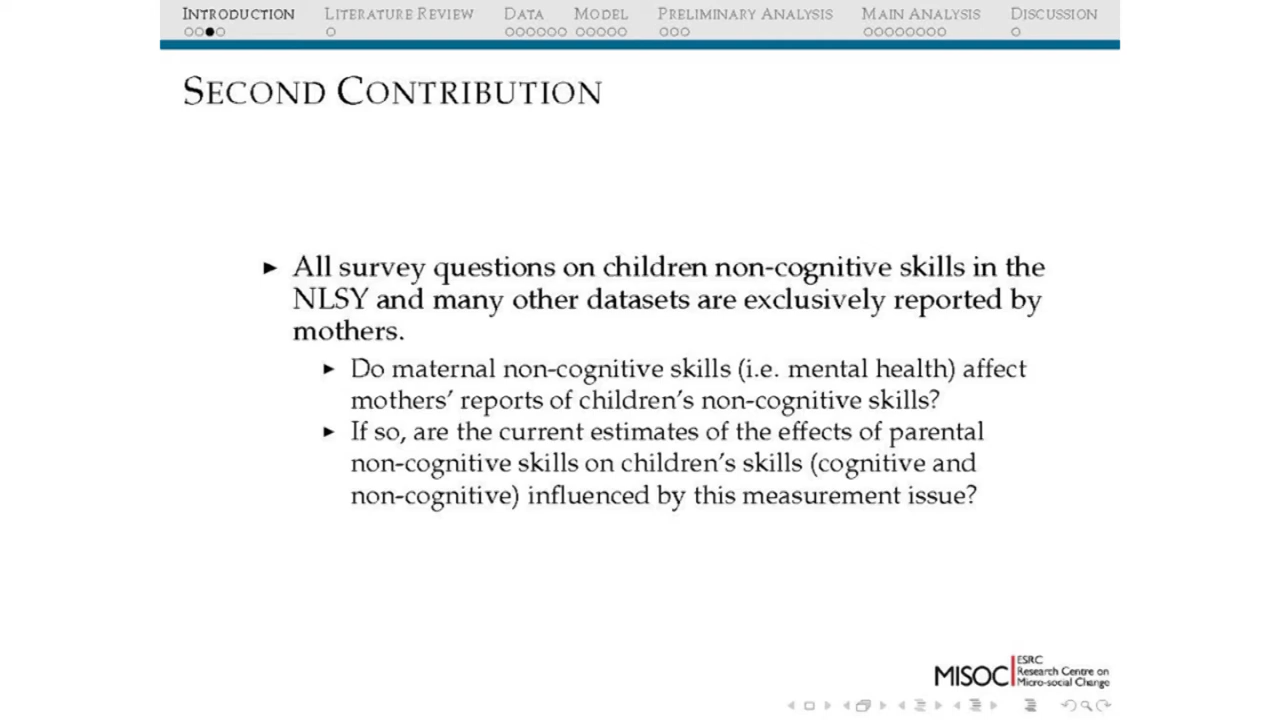 INTRODUCTION LITERATURE REVIEW DATA MODEL PRELIMINARY ANALYSIS MAIN ANALYSIS DISCUSSION
SECOND CONTRIBUTION
All survey questions on children non-cognitive skills in the
NLSY and many other datasets are exclusively reported by
mothers.
Do maternal non-cognitive skills (i.e. mental health) affect
mothers' reports of children's non-cognitive skills?
If so, are the current estimates of the effects of parental
non-cognitive skills on children's skills (cognitive and
non-cognitive) influenced by this measurement issue?
MISOC
ESRC
Research Centre on
Micro-social Change